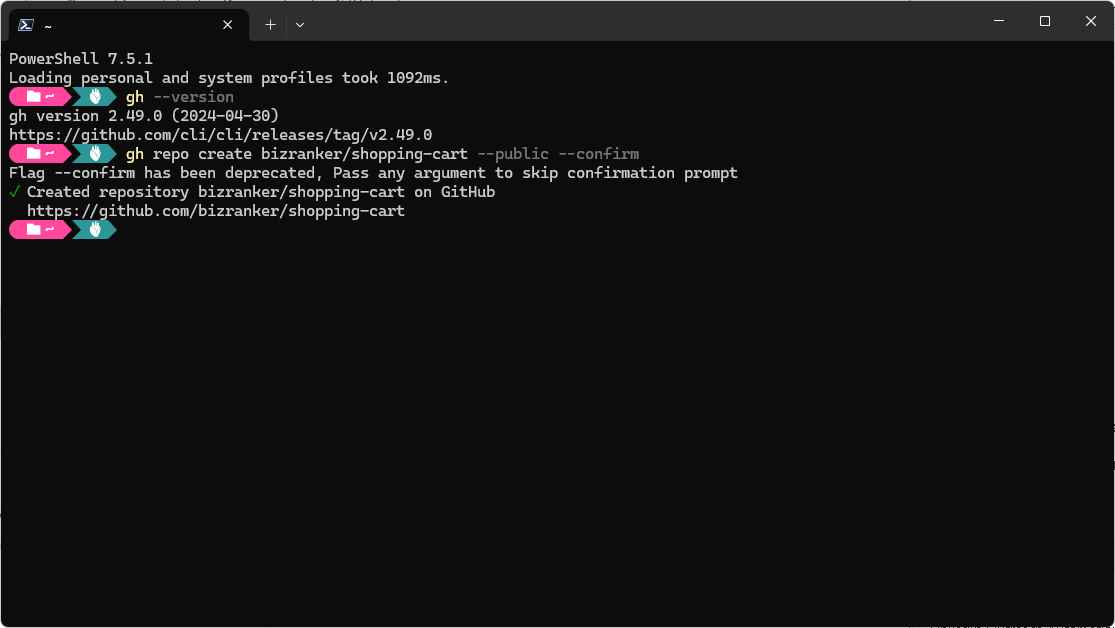 ~
PowerShell 7.5.1
Loading personal and system profiles took 1092ms.
~ gh --version
gh version 2.49.0 (2024-04-30)
https://github.com/cli/cli/releases/tag/v2.49.0
~ gh repo create bizranker/shopping-cart --public --confirm
Flag --confirm has been deprecated, Pass any argument to skip confirmation prompt
✓ Created repository bizranker/shopping-cart on GitHub
https://github.com/bizranker/shopping-cart
~